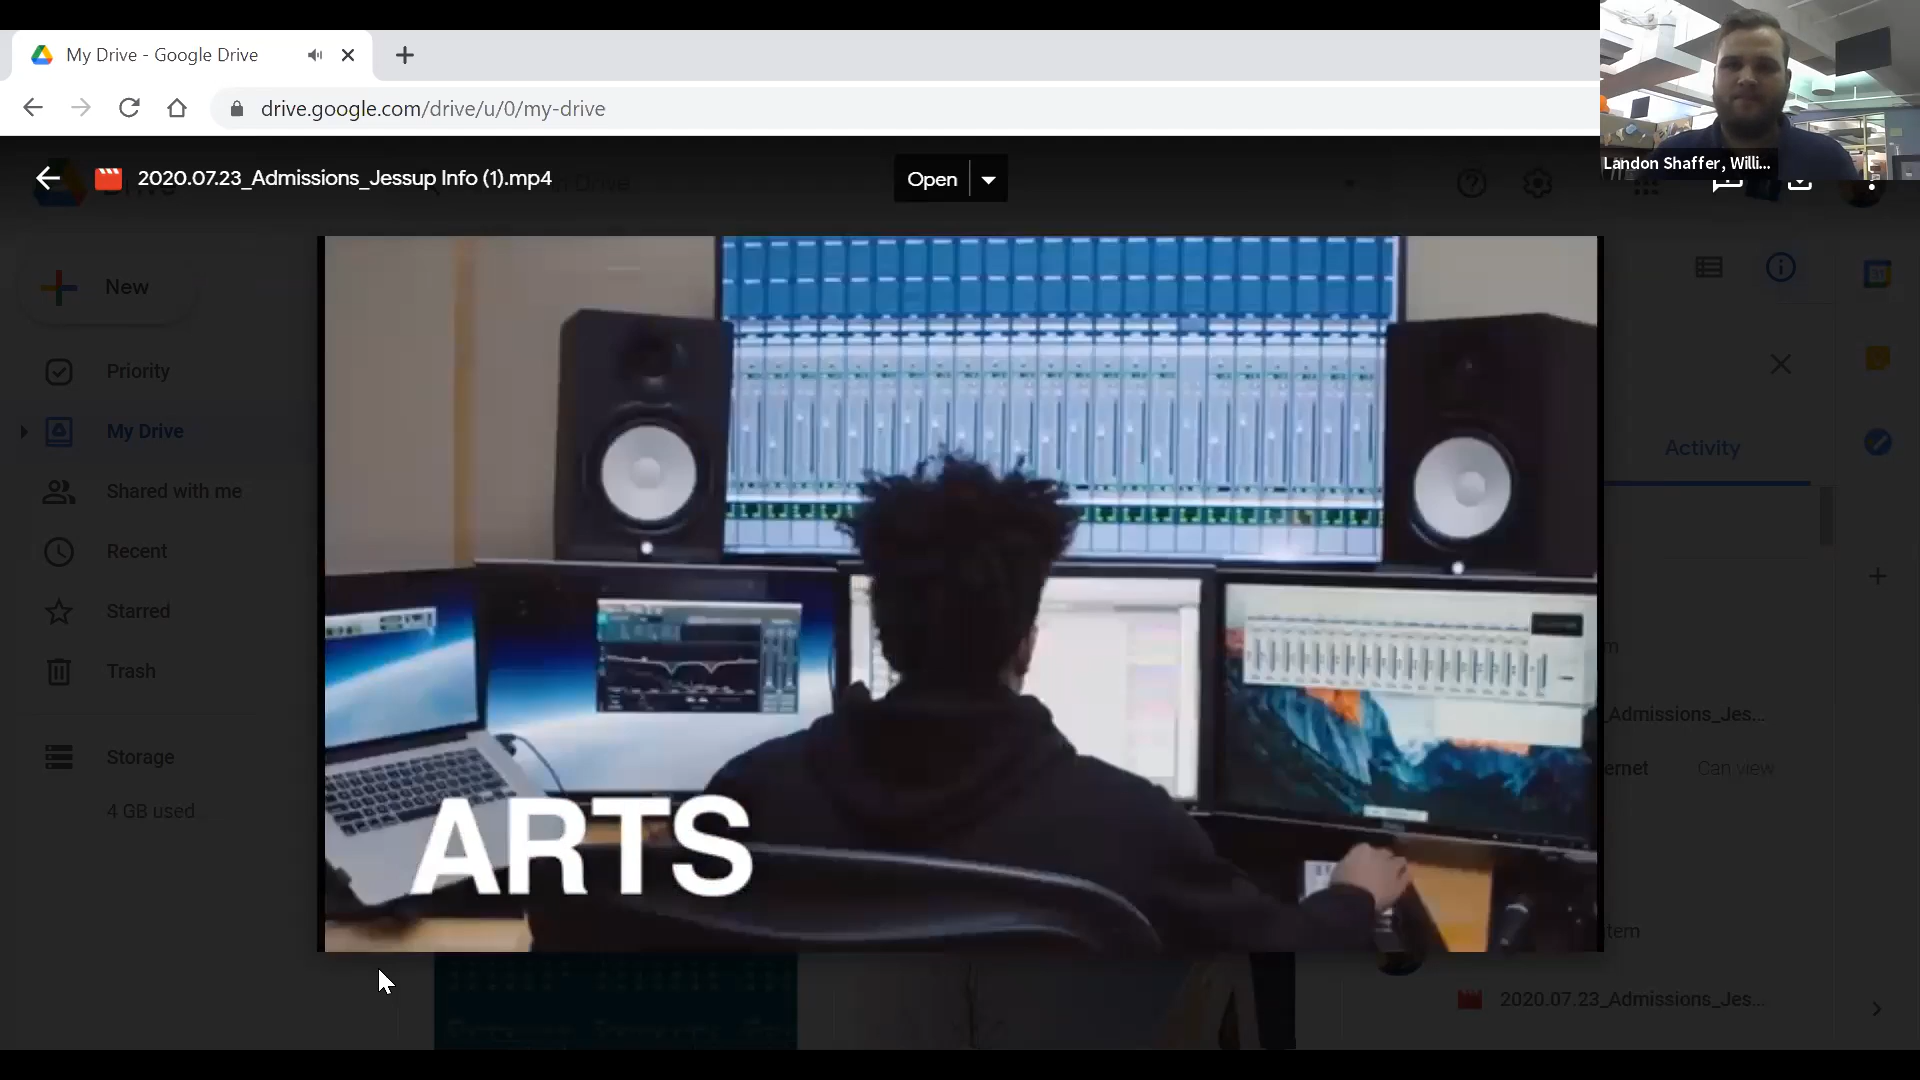 My Drive - Google Drive
drive.google.com/drive/u/0/my-drive
Landon Shaffer, Willi...
2020.07.23_Admissions_Jessup Info (1).mp4
Open
New
Priority
My Drive
Activity
Shared with me
Recent
Starred
Trash
_Admissions_Jes...
Storage
ernet
Can view
4 GB used
ARTS
tem
2020.07.23_Admissions_Jes...